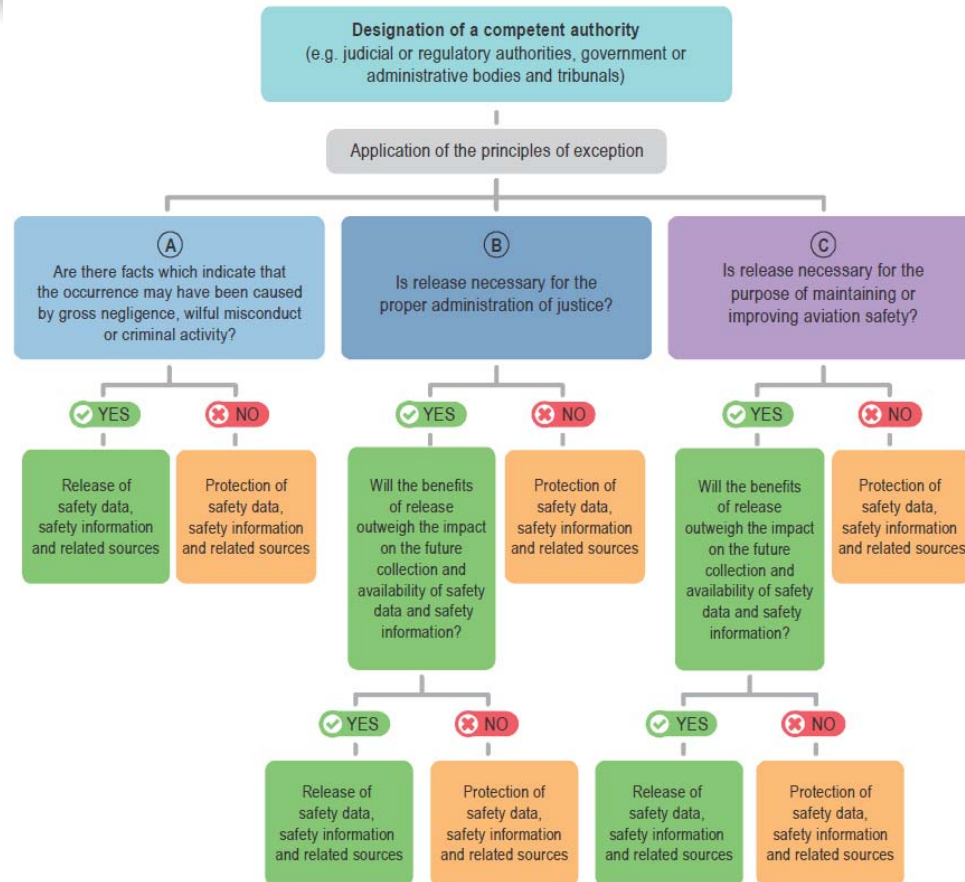 Designation of a competent authority
(e.g. judicial or regulatory authorities, government or
administrative bodies and tribunals)
Application of the principles of exception
A
Are there facts which indicate that
the occurrence may have been caused
by gross negligence, wilful misconduct
or criminal activity?
B
Is release necessary for the
proper administration of justice?
C
Is release necessary for the
purpose of maintaining or
improving aviation safety?
YES
NO
YES
NO
YES
NO
Release of
safety data,
safety information
and related sources
Protection of
safety data,
safety information
and related sources
Will the benefits
of release
outweigh the impact
on the future
collection and
availability of safety
data and safety
information?
Protection of
safety data,
safety information
and related sources
Will the benefits
of release
outweigh the impact
on the future
collection and
availability of safety
data and safety
information?
Protection of
safety data,
safety information
and related sources
YES
NO
YES
NO
Release of
safety data,
safety information
and related sources
Protection of
safety data,
safety information
and related sources
Release of
safety data,
safety information
and related sources
Protection of
safety data,
safety information
and related sources